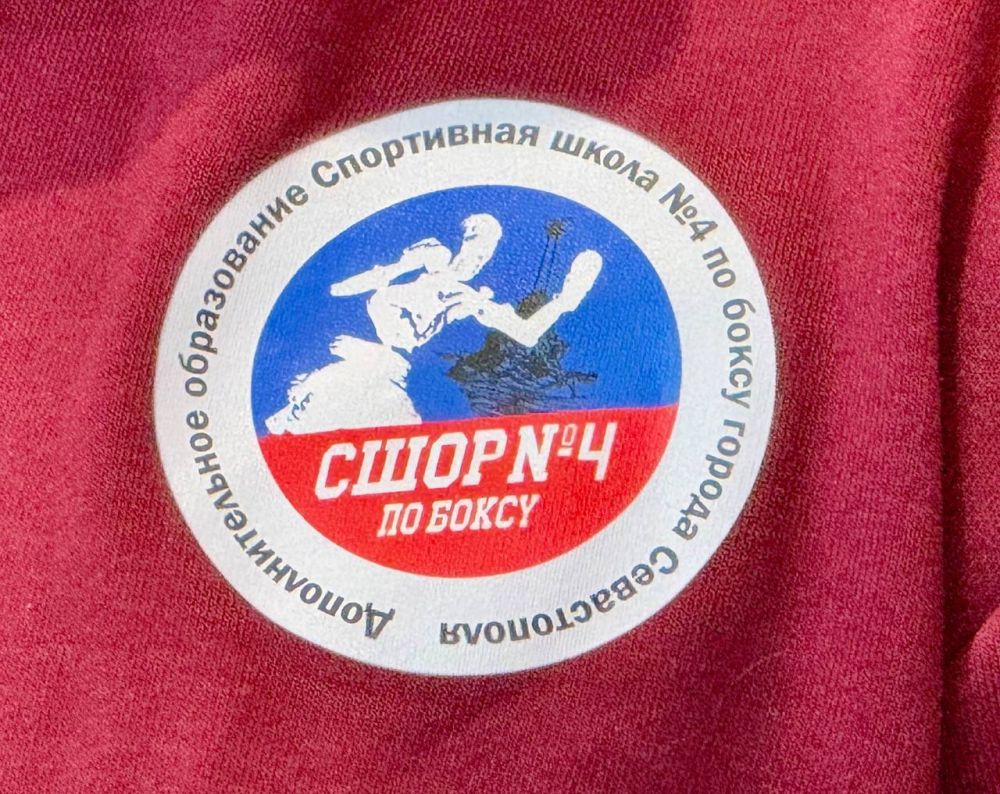 Дополнительное образование Спортивная школа №4 по боксу города Севастополя
СШОР №4
ПО БОКСУ